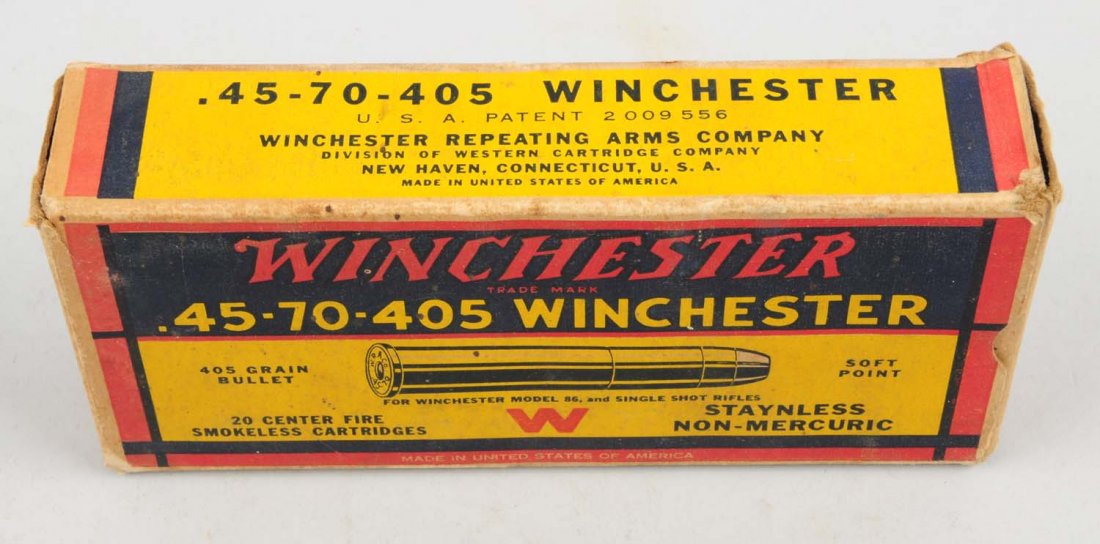 .45-70-405 WINCHESTER
U. S. A. PATENT 2 009 556
WINCHESTER REPEATING ARMS COMPANY
DIVISION OF WESTERN CARTRIDGE COMPANY
NEW HAVEN, CONNECTICUT, U. S. A.
MADE IN UNITED STATES OF AMERICA
WINCHESTER
TRADE MARK
.45-70-405 WINCHESTER
405 GRAIN
BULLET
SOFT
POINT
FOR WINCHESTER MODEL 86, and SINGLE SHOT RIFLES
20 CENTER FIRE
SMOKELESS CARTRIDGES
W
STAYNLESS
NON-MERCURIC
MADE IN UNITED STATES OF AMERICA